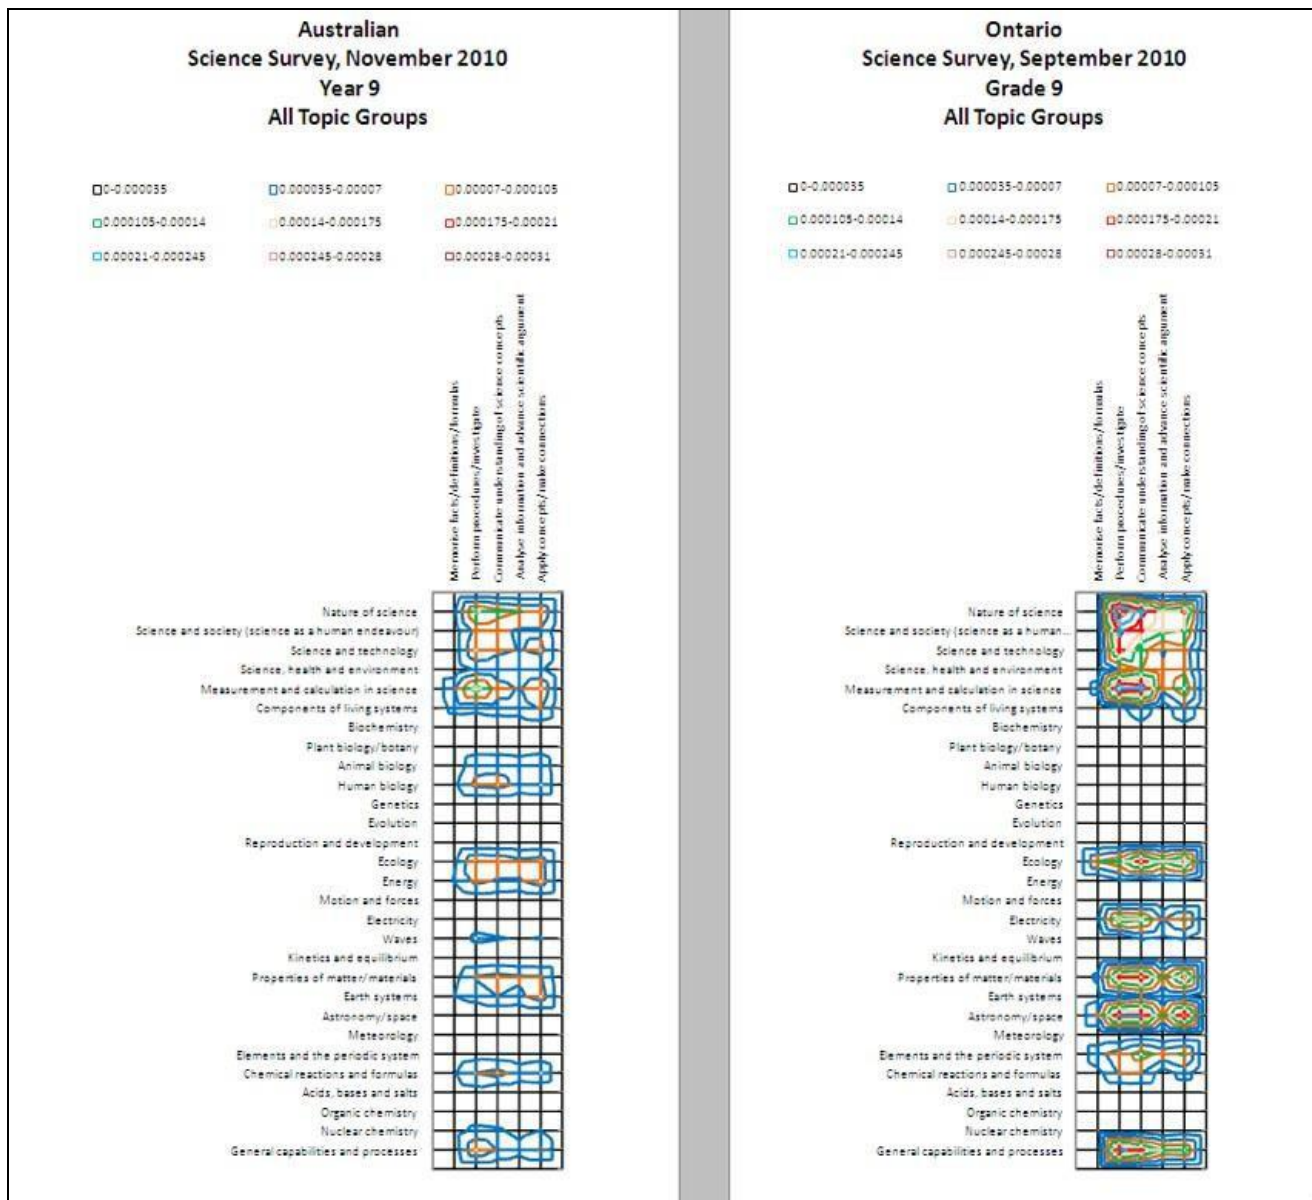 Australian
Science Survey, November 2010
Year 9
All Topic Groups
0-0.000035
0.000035-0.00007
0.00007-0.000105
0.000105-0.00014
0.00014-0.000175
0.000175-0.00021
0.00021-0.000245
0.000245-0.00028
0.00028-0.00031
Memorise facts/definitions/formulas
Perform procedures/investigate
Communicate understanding of science concepts
Analyse information and advance scientific argument
Apply concepts/make connections
Nature of science
Science and society (science as a human endeavour)
Science and technology
Science, health and environment
Measurement and calculation in science
Components of living systems
Biochemistry
Plant biology/botany
Animal biology
Human biology
Genetics
Evolution
Reproduction and development
Ecology
Energy
Motion and forces
Electricity
Waves
Kinetics and equilibrium
Properties of matter/materials
Earth systems
Astronomy/space
Meteorology
Elements and the periodic system
Chemical reactions and formulas
Acids, bases and salts
Organic chemistry
Nuclear chemistry
General capabilities and processes
Ontario
Science Survey, September 2010
Grade 9
All Topic Groups
0-0.000035
0.000035-0.00007
0.00007-0.000105
0.000105-0.00014
0.00014-0.000175
0.000175-0.00021
0.00021-0.000245
0.000245-0.00028
0.00028-0.00031
Memorise facts/definitions/formulas
Perform procedures/investigate
Communicate understanding of science concepts
Analyse information and advance scientific argument
Apply concepts/make connections
Nature of science
Science and society (science as a human...
Science and technology
Science, health and environment
Measurement and calculation in science
Components of living systems
Biochemistry
Plant biology/botany
Animal biology
Human biology
Genetics
Evolution
Reproduction and development
Ecology
Energy
Motion and forces
Electricity
Waves
Kinetics and equilibrium
Properties of matter/materials
Earth systems
Astronomy/space
Meteorology
Elements and the periodic system
Chemical reactions and formulas
Acids, bases and salts
Organic chemistry
Nuclear chemistry
General capabilities and processes